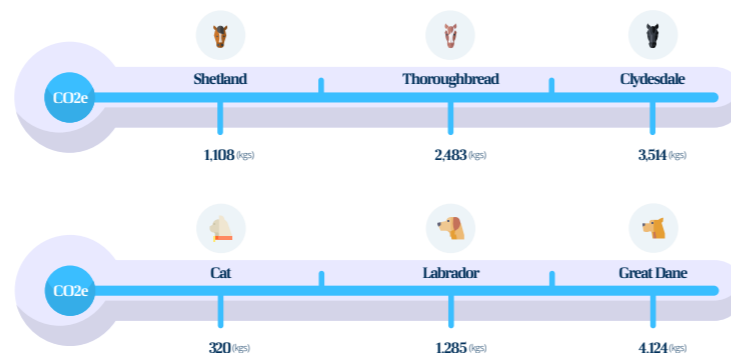 Shetland Thoroughbread Clydesdale
CO2e
1,108 (kgs) 2,483 (kgs) 3,514 (kgs)
Cat Labrador Great Dane
CO2e
320 (kgs) 1.285 (kgs) 4.124 (kgs)